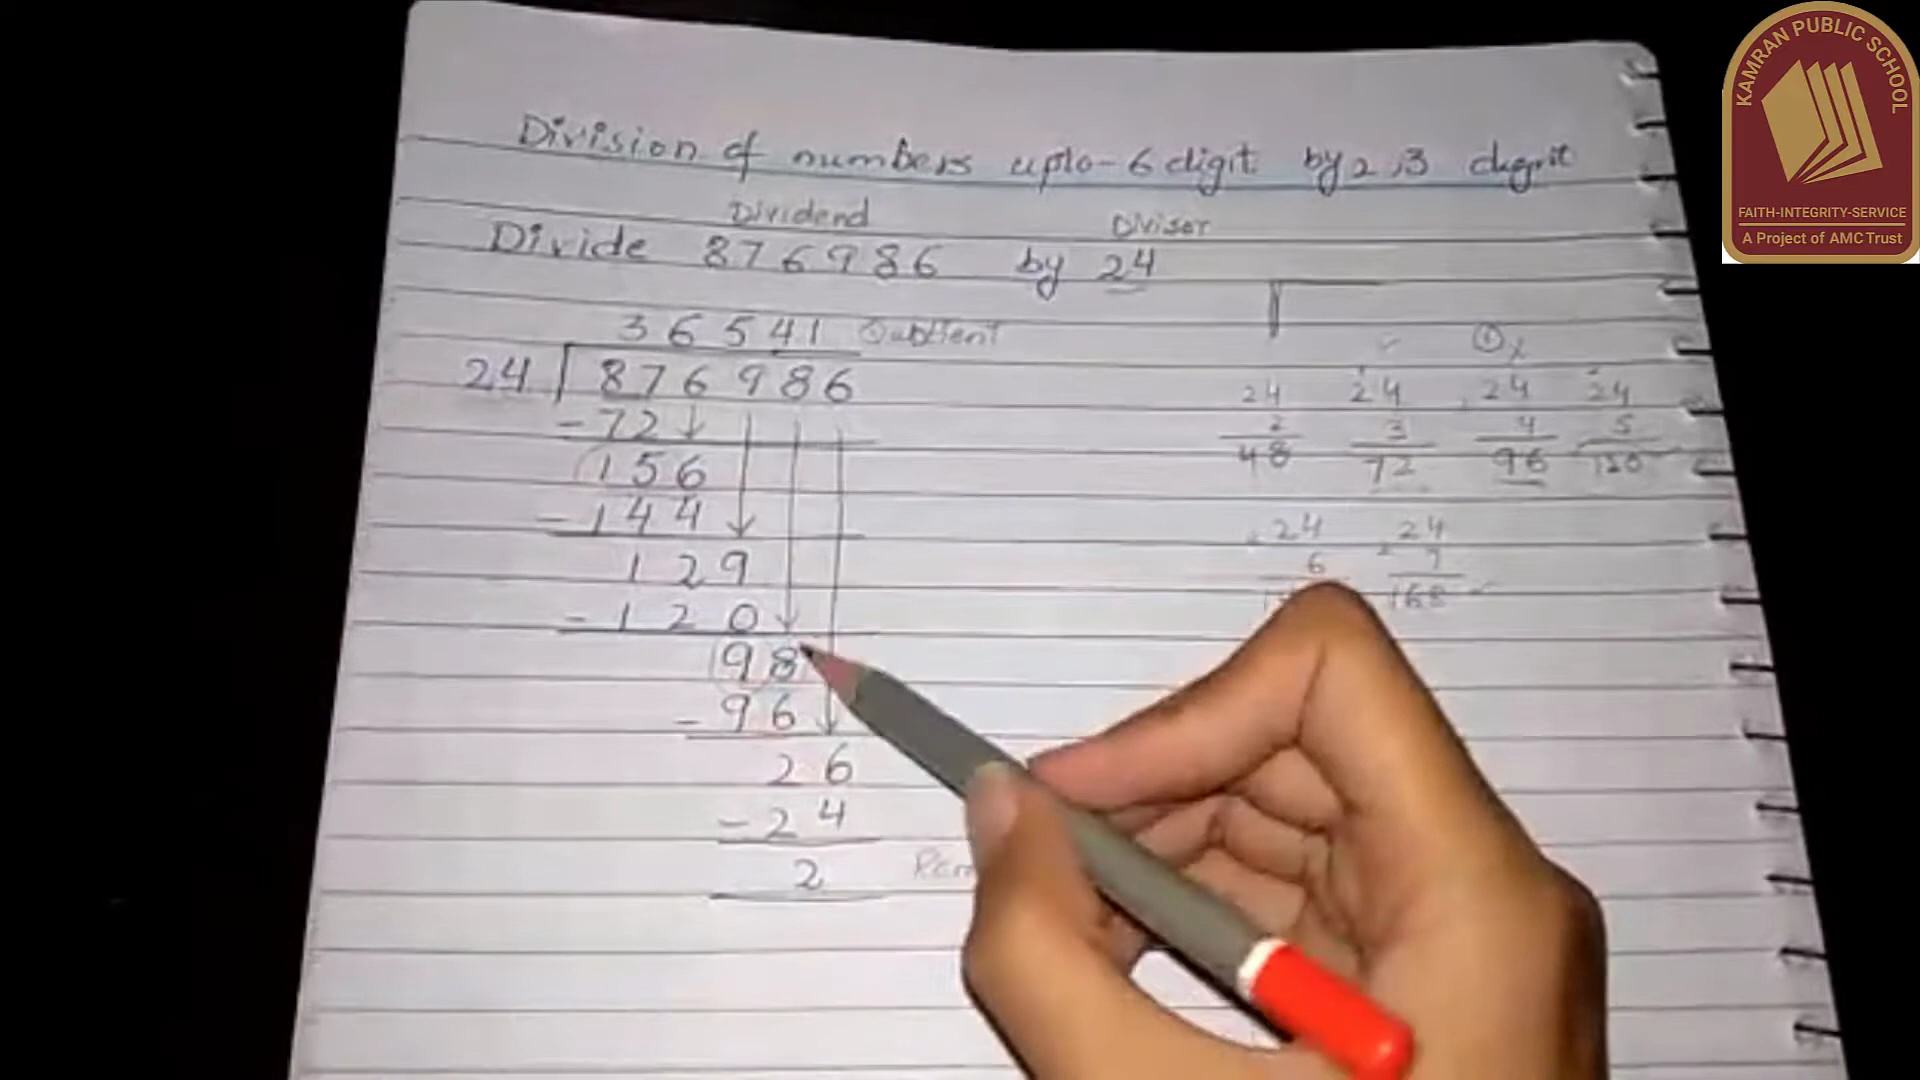 KAMRAN PUBLIC SCHOOL
FAITH-INTEGRITY-SERVICE
A Project of AMC Trust
Division of numbers upto-6 digit by 2,3 digit
Dividend Divisor
Divide 876986 by 24
36541 Quotient
24 876986
-72
156
-144
129
-120
98
-96
26
-24
2
24 24 24 24
2 3 4 5
48 72 96 120
24 24
6 7
168